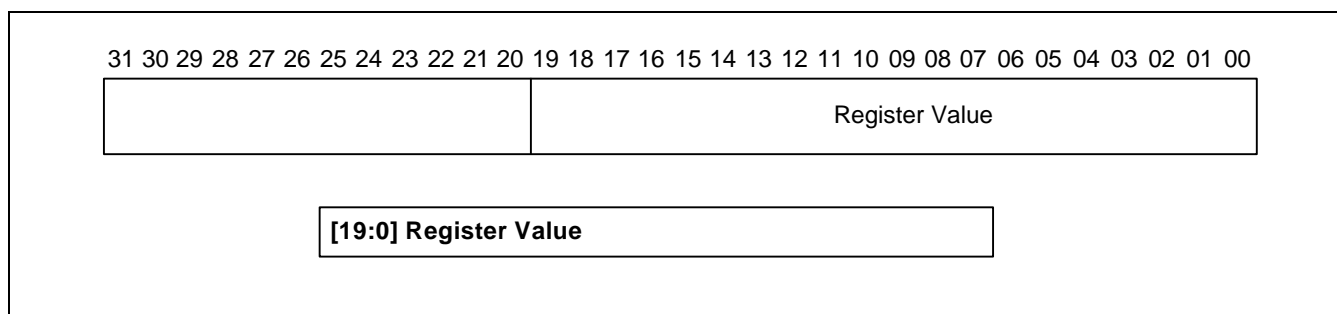 31 30 29 28 27 26 25 24 23 22 21 20 19 18 17 16 15 14 13 12 11 10 09 08 07 06 05 04 03 02 01 00
Register Value
[19:0] Register Value